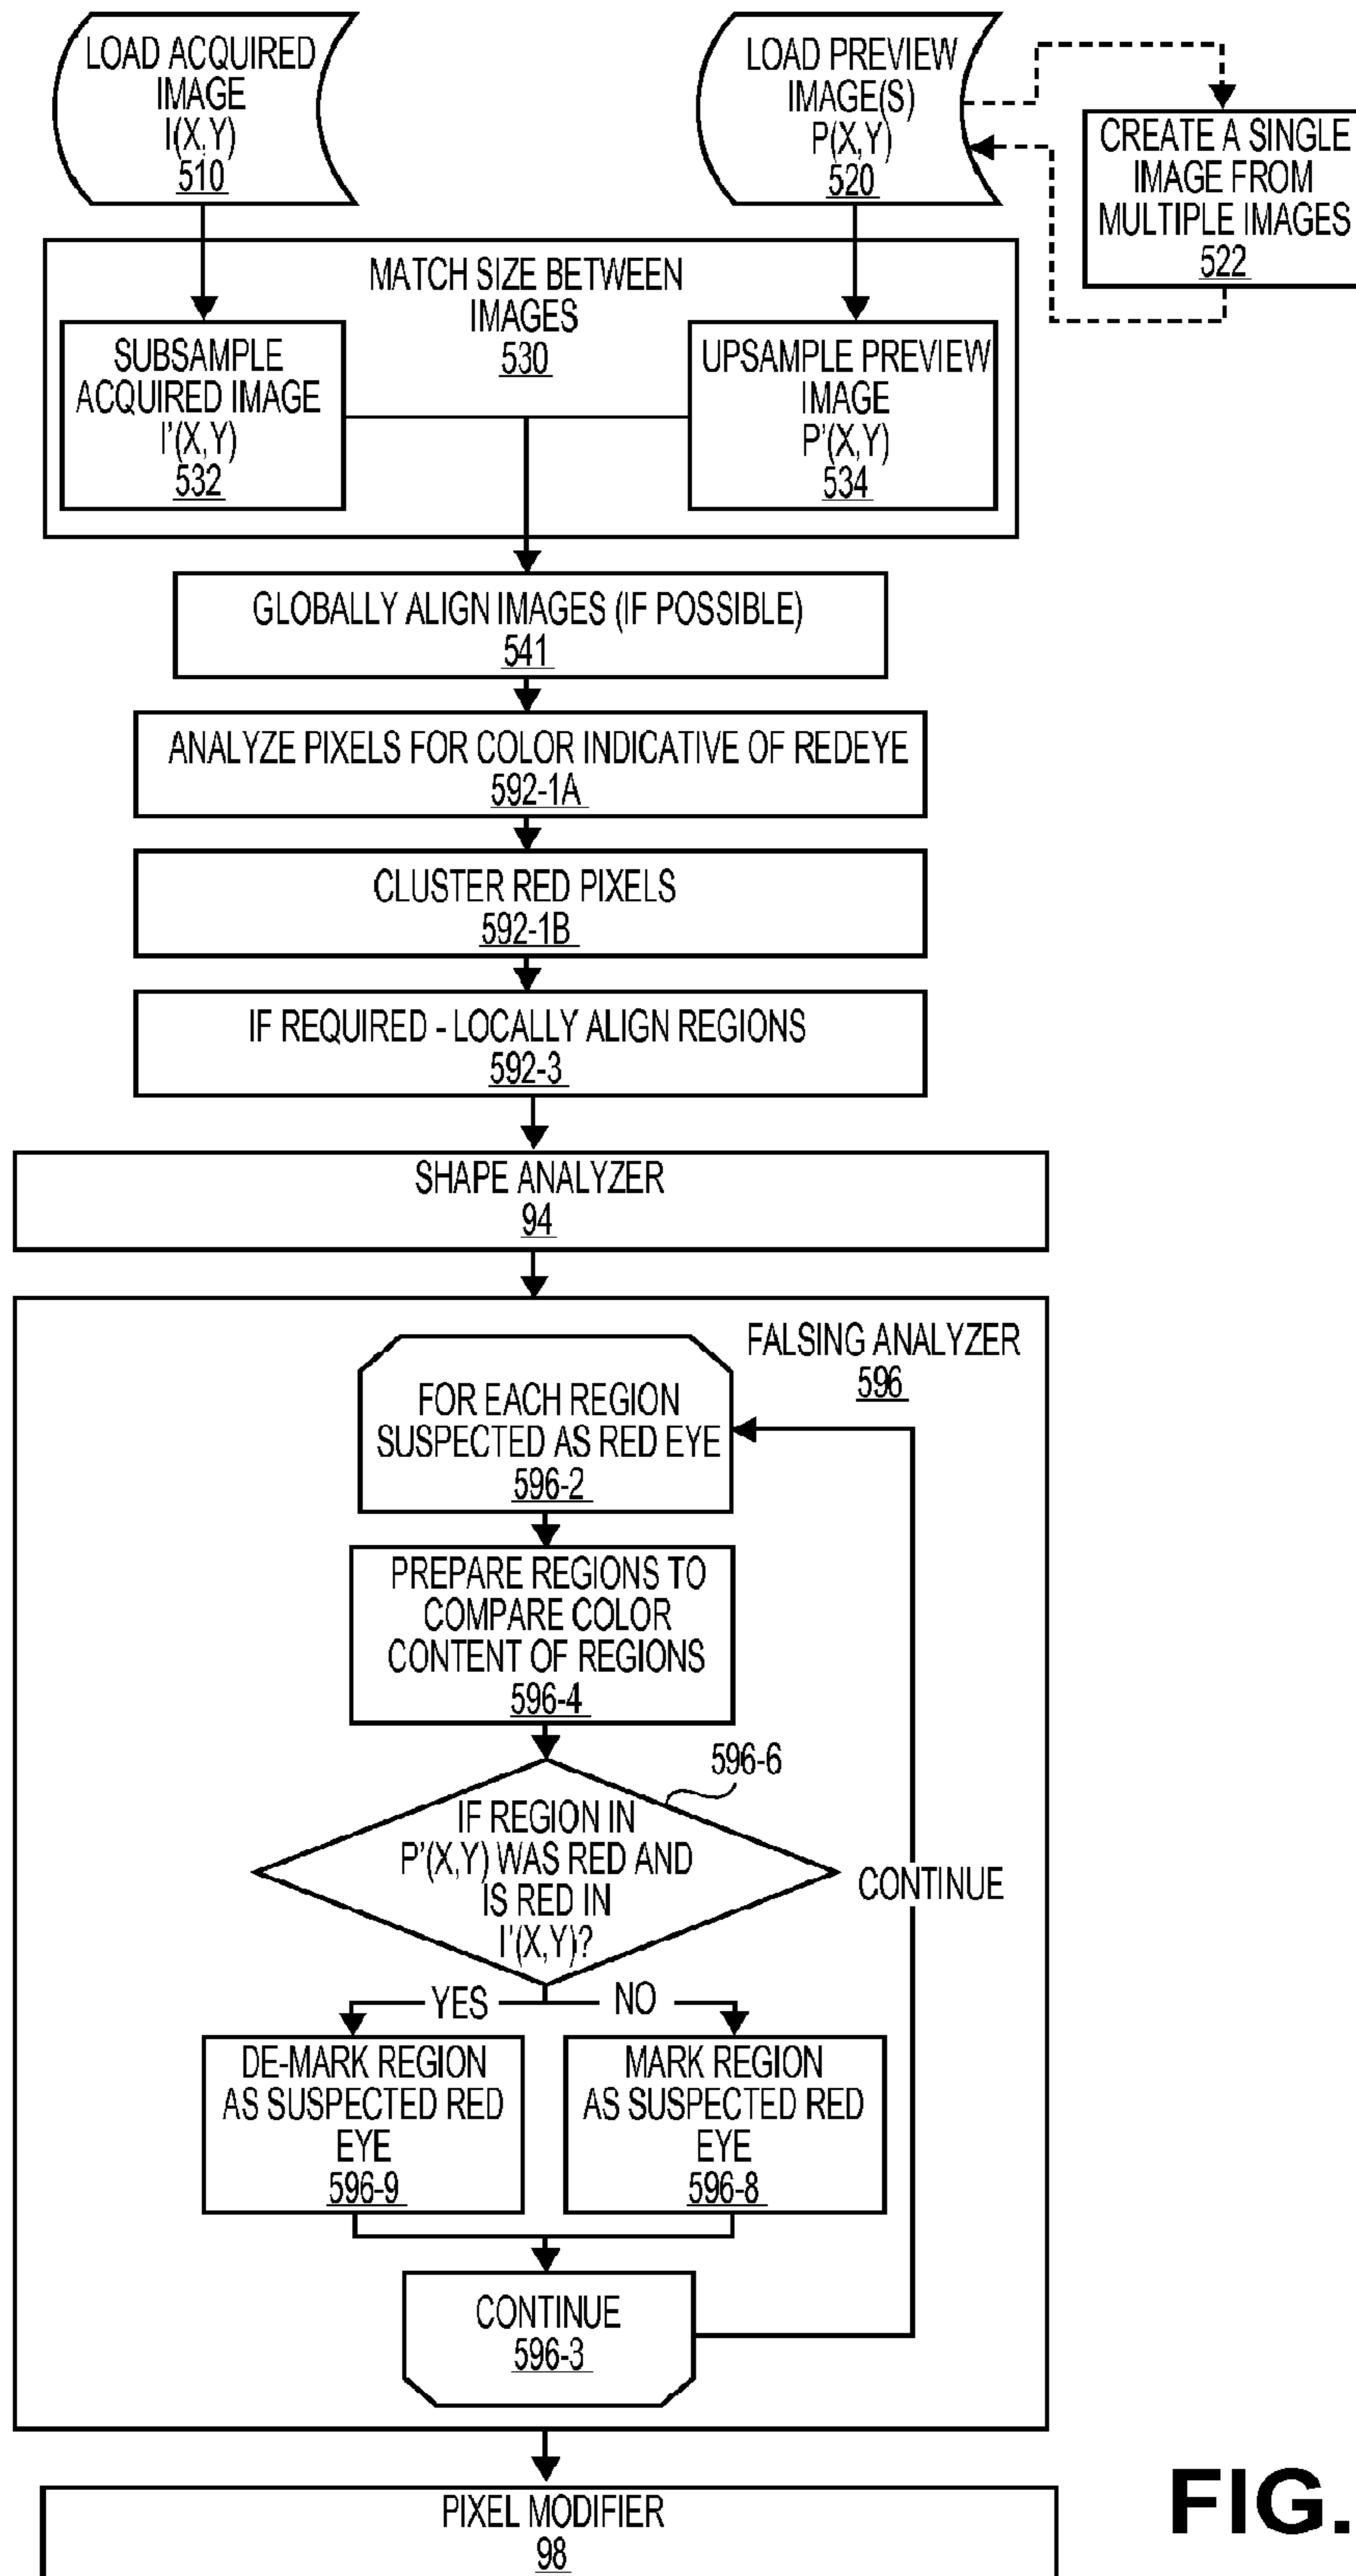 LOAD ACQUIRED
IMAGE
I(X,Y)
510
LOAD PREVIEW
IMAGE(S)
P(X,Y)
520
CREATE A SINGLE
IMAGE FROM
MULTIPLE IMAGES
522
MATCH SIZE BETWEEN
IMAGES
530
SUBSAMPLE
ACQUIRED IMAGE
I'(X,Y)
532
UPSAMPLE PREVIEW
IMAGE
P'(X,Y)
534
GLOBALLY ALIGN IMAGES (IF POSSIBLE)
541
ANALYZE PIXELS FOR COLOR INDICATIVE OF REDEYE
592-1A
CLUSTER RED PIXELS
592-1B
IF REQUIRED - LOCALLY ALIGN REGIONS
592-3
SHAPE ANALYZER
94
FALSING ANALYZER
596
FOR EACH REGION
SUSPECTED AS RED EYE
596-2
PREPARE REGIONS TO
COMPARE COLOR
CONTENT OF REGIONS
596-4
596-6
IF REGION IN
P'(X,Y) WAS RED AND
IS RED IN
I'(X,Y)?
CONTINUE
YES
NO
DE-MARK REGION
AS SUSPECTED RED
EYE
596-9
MARK REGION
AS SUSPECTED RED
EYE
596-8
CONTINUE
596-3
PIXEL MODIFIER
98
FIG.